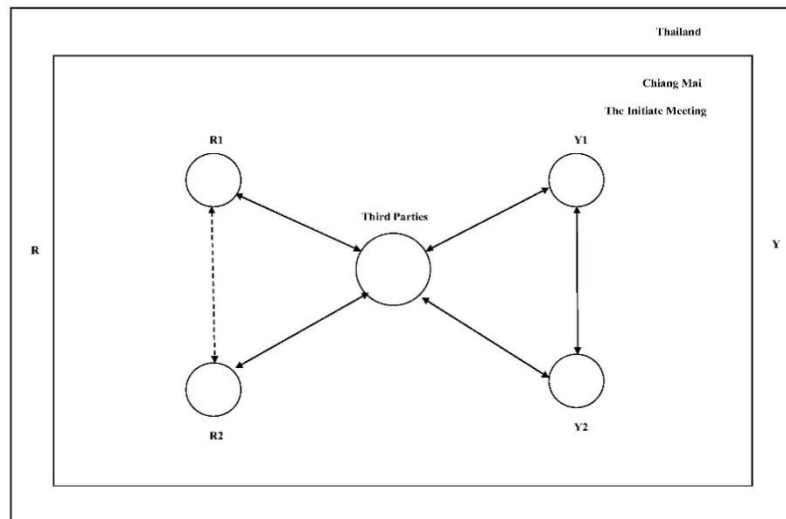 Thailand
Chiang Mai
The Initiate Meeting
R1
Y1
Third Parties
R
Y
R2
Y2